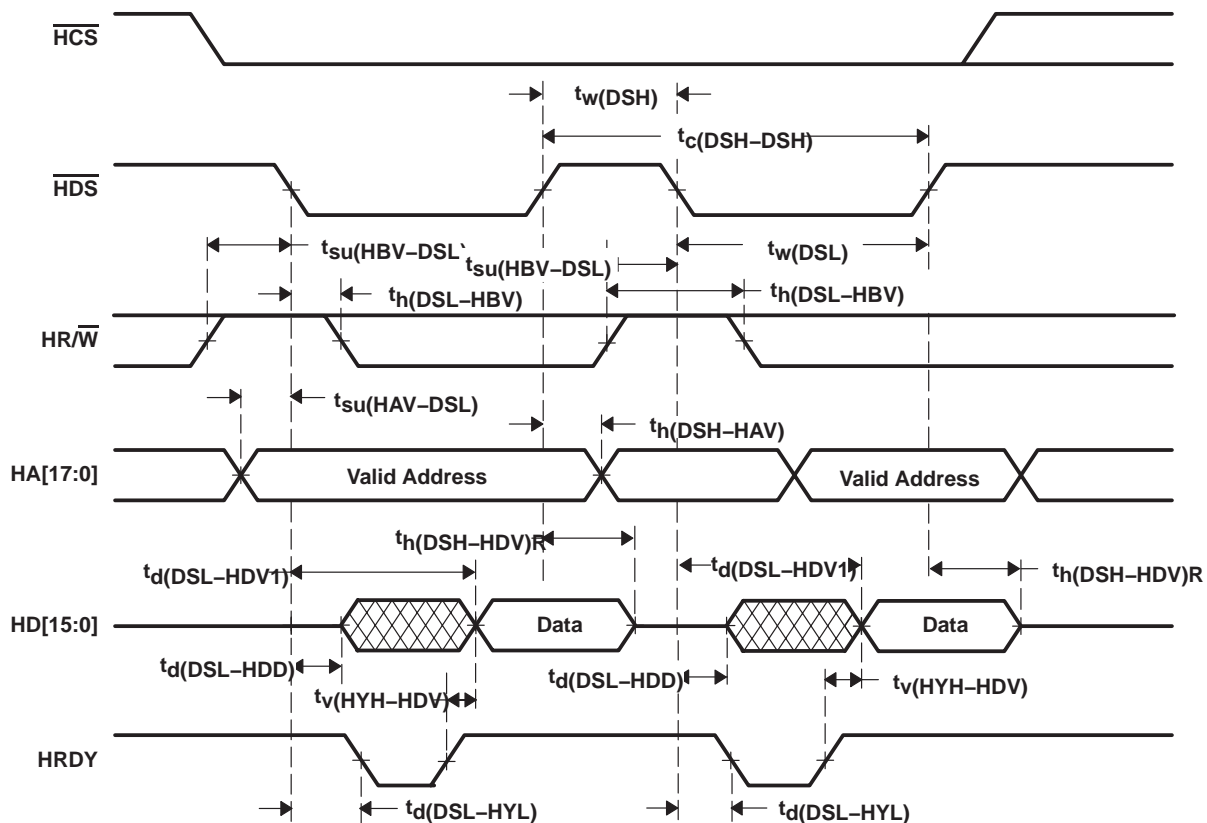 HCS
tw(DSH)
tc(DSH–DSH)
HDS
tsu(HBV–DSL)
tsu(HBV–DSL)
tw(DSL)
th(DSL–HBV)
th(DSL–HBV)
HR/W
tsu(HAV–DSL)
th(DSH–HAV)
HA[17:0]
Valid Address
Valid Address
th(DSH–HDV)R
td(DSL–HDV1)
td(DSL–HDV1)
th(DSH–HDV)R
HD[15:0]
Data
Data
td(DSL–HDD)
td(DSL–HDD)
tv(HYH–HDV)
tv(HYH–HDV)
HRDY
td(DSL–HYL)
td(DSL–HYL)